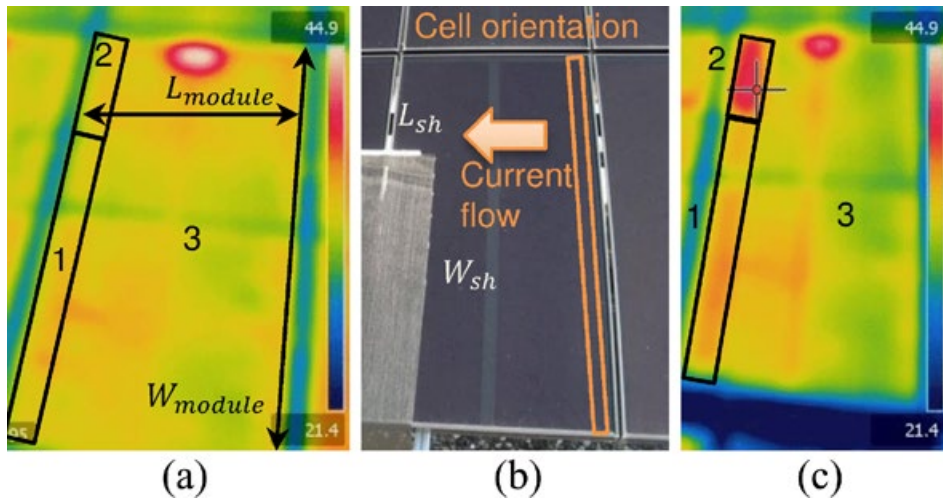 44.9
2
L_module
1
3
W_module
95
21.4
(a)
Cell orientation
L_sh
Current
flow
W_sh
(b)
44.9
2
1
3
21.4
(c)